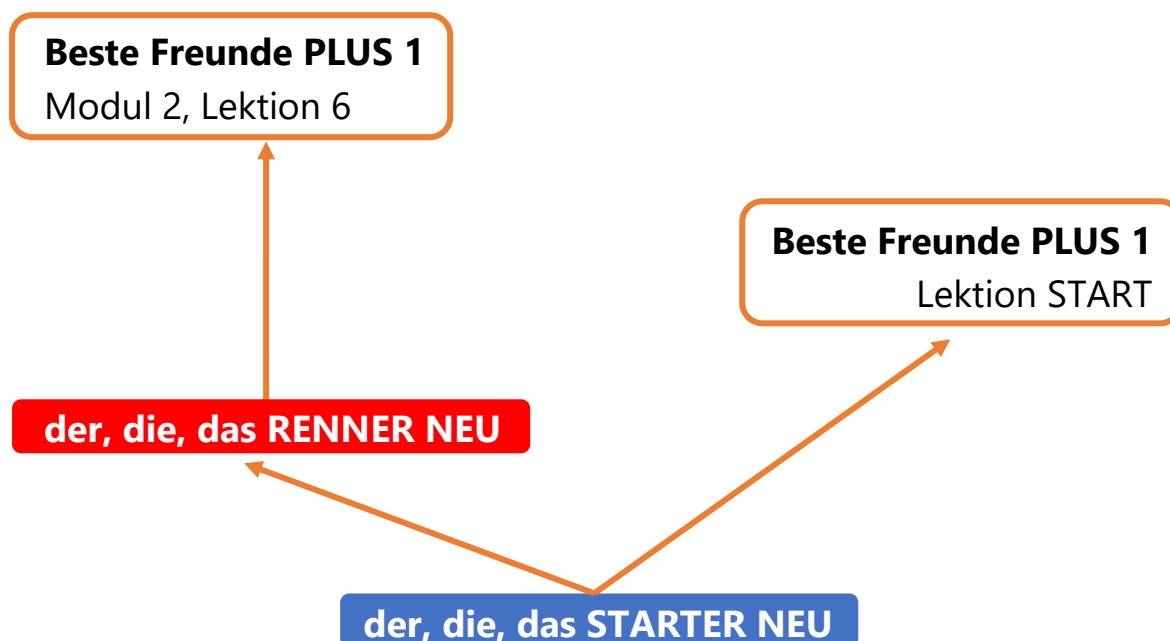 Beste Freunde PLUS 1
Modul 2, Lektion 6
Beste Freunde PLUS 1
Lektion START
der, die, das RENNER NEU
der, die, das STARTER NEU